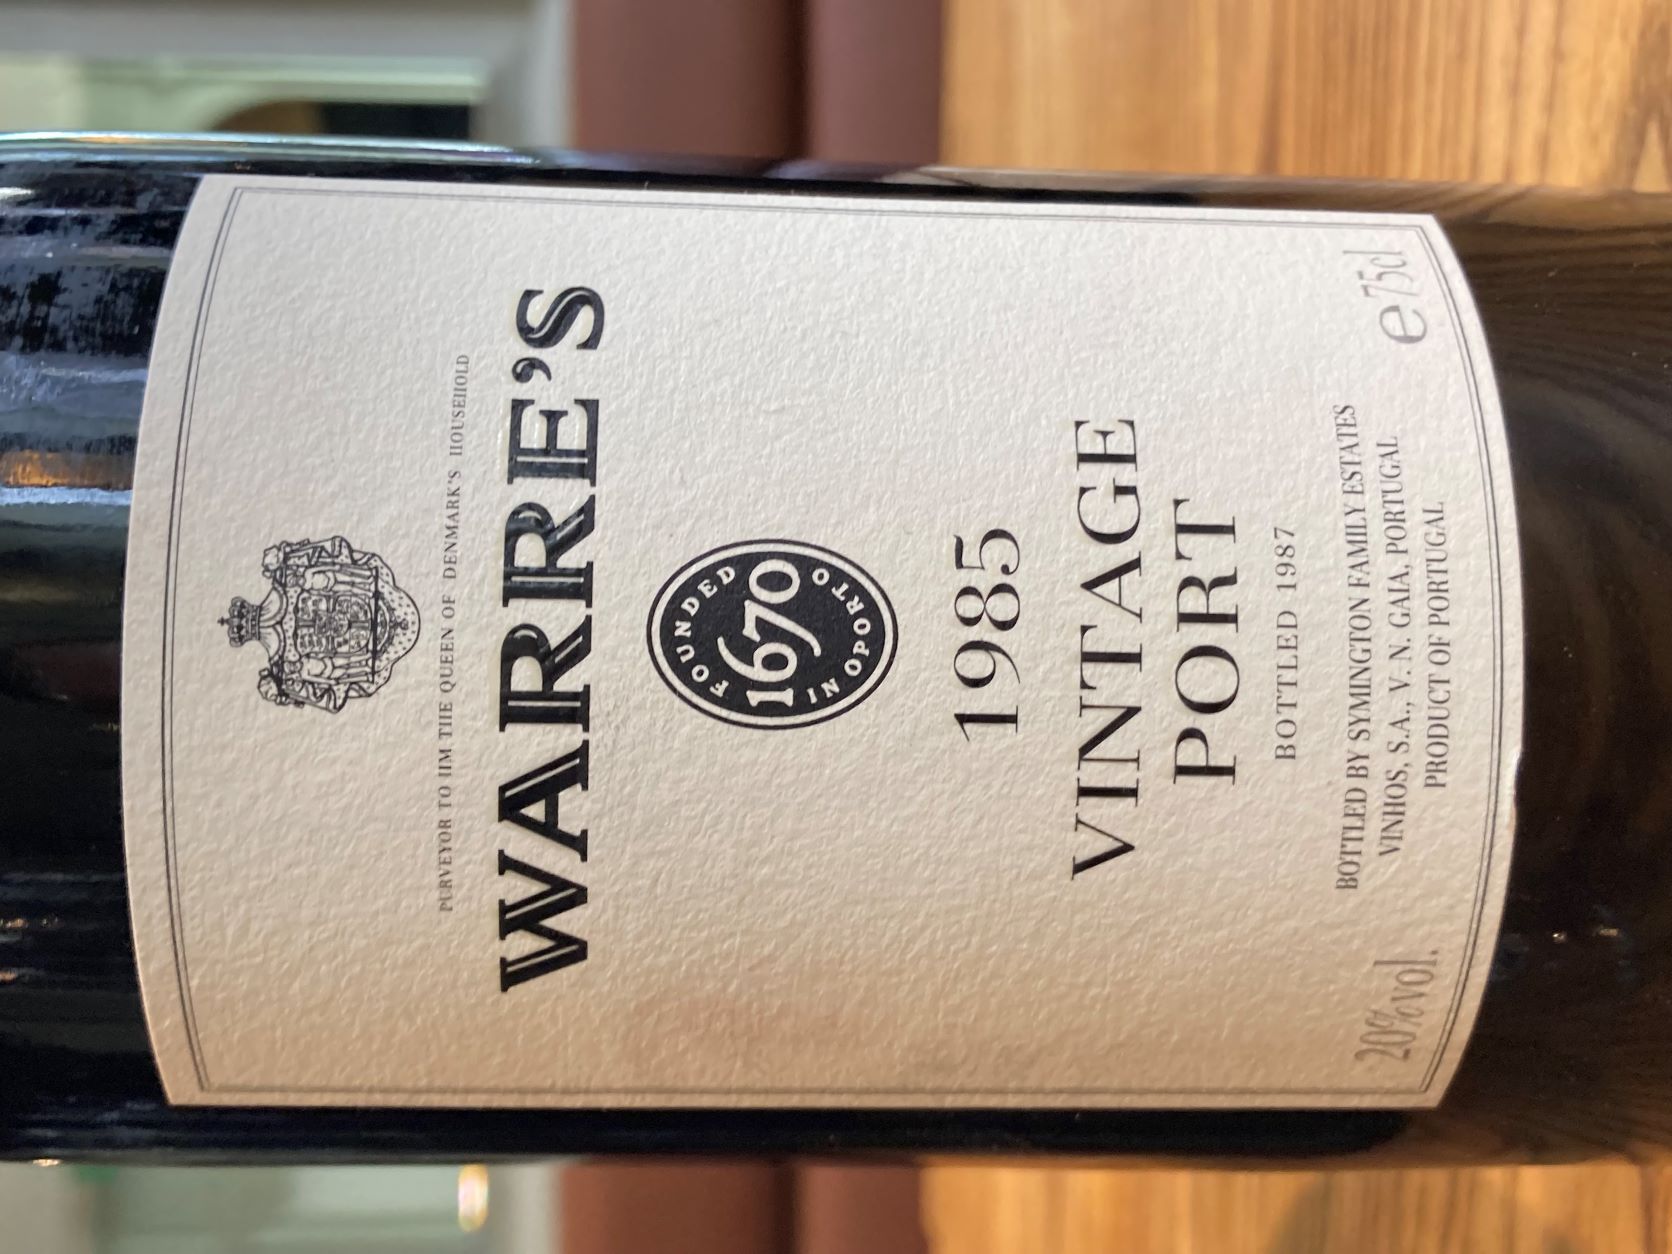 PURVEYOR TO HM THE QUEEN OF DENMARK'S HOUSEHOLD
WARRE'S
FOUNDED
1670
IN OPORTO
1985
VINTAGE
PORT
BOTTLED 1987
BOTTLED BY SYMINGTON FAMILY ESTATES
VINHOS, S.A., V. N. GAIA, PORTUGAL
PRODUCT OF PORTUGAL
20%vol.
e 75cl